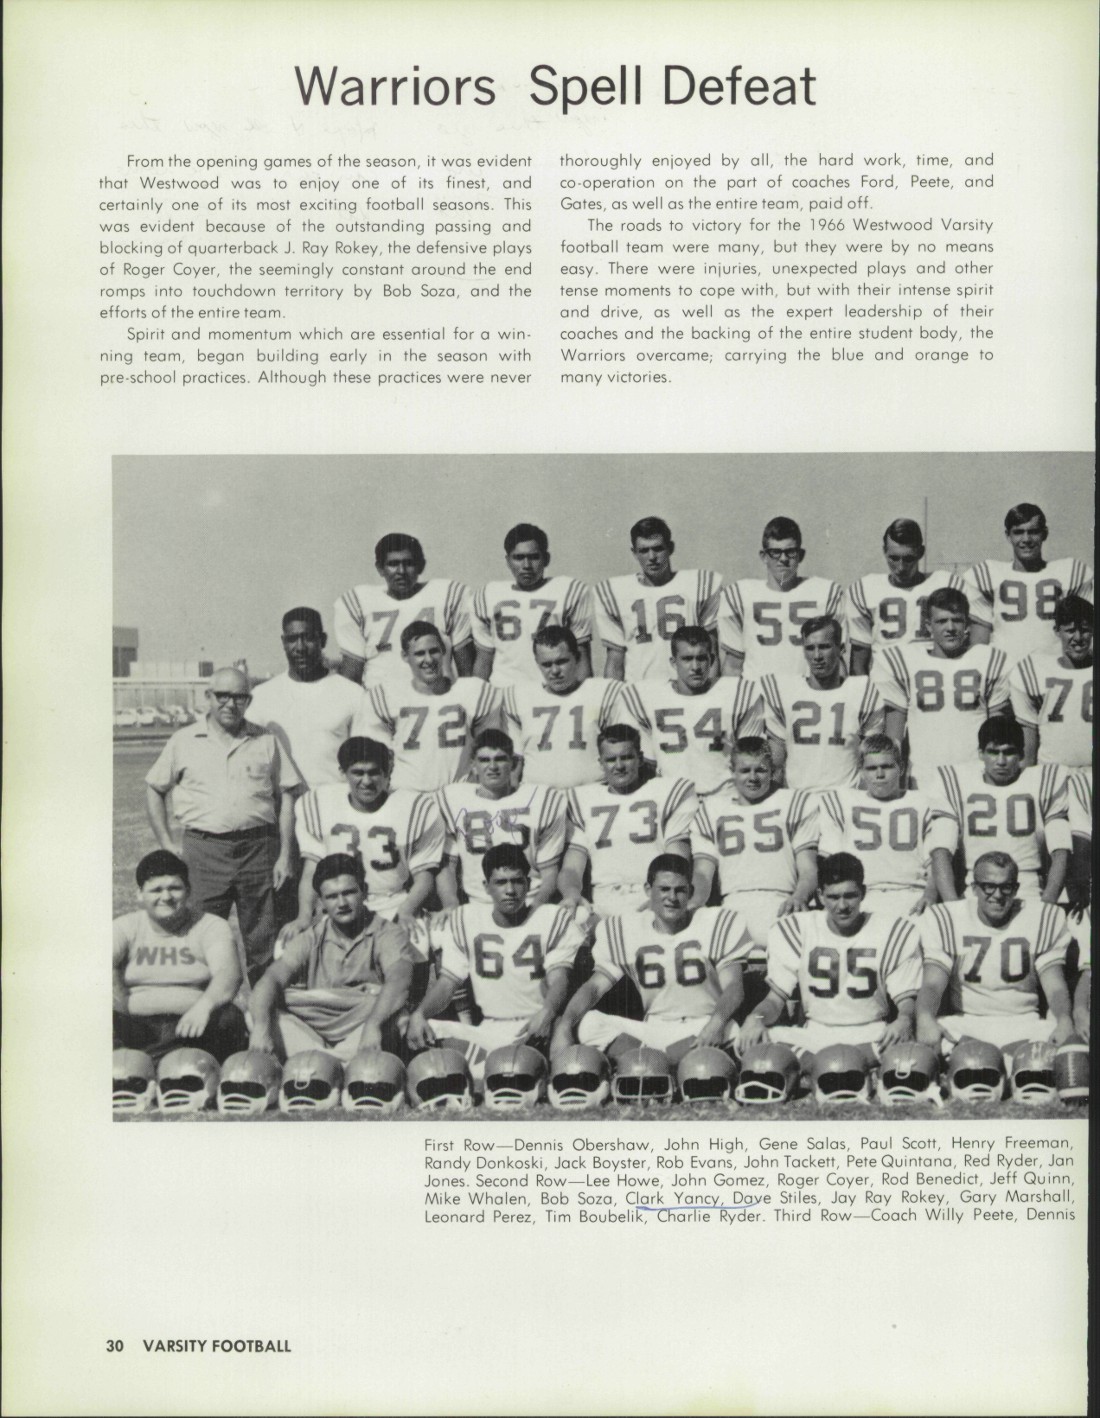 Warriors Spell Defeat
From the opening games of the season, it was evident
that Westwood was to enjoy one of its finest, and
certainly one of its most exciting football seasons. This
was evident because of the outstanding passing and
blocking of quarterback J. Ray Rokey, the defensive plays
of Roger Coyer, the seemingly constant around the end
romps into touchdown territory by Bob Soza, and the
efforts of the entire team.
Spirit and momentum which are essential for a win-
ning team, began building early in the season with
pre-school practices. Although these practices were never
thoroughly enjoyed by all, the hard work, time, and
co-operation on the part of coaches Ford, Peete, and
Gates, as well as the entire team, paid off.
The roads to victory for the 1966 Westwood Varsity
football team were many, but they were by no means
easy. There were injuries, unexpected plays and other
tense moments to cope with, but with their intense spirit
and drive, as well as the expert leadership of their
coaches and the backing of the entire student body, the
Warriors overcame; carrying the blue and orange to
many victories.
74 67 16 55 91 98
72 71 54 21 88 78
33 85 73 65 50 20
WHS 64 66 95 70
First Row—Dennis Obershaw, John High, Gene Salas, Paul Scott, Henry Freeman,
Randy Donkoski, Jack Boyster, Rob Evans, John Tackett, Pete Quintana, Red Ryder, Jan
Jones. Second Row—Lee Howe, John Gomez, Roger Coyer, Rod Benedict, Jeff Quinn,
Mike Whalen, Bob Soza, Clark Yancy, Dave Stiles, Jay Ray Rokey, Gary Marshall,
Leonard Perez, Tim Boubelik, Charlie Ryder. Third Row—Coach Willy Peete, Dennis
30 VARSITY FOOTBALL